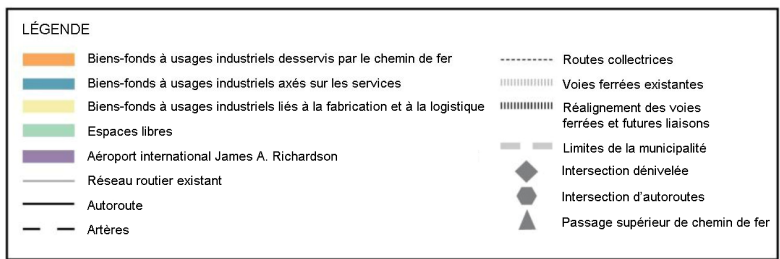 LÉGENDE
Biens-fonds à usages industriels desservis par le chemin de fer
Biens-fonds à usages industriels axés sur les services
Biens-fonds à usages industriels liés à la fabrication et à la logistique
Espaces libres
Aéroport international James A. Richardson
Réseau routier existant
Autoroute
Artères
Routes collectrices
Voies ferrées existantes
Réalignement des voies
ferrées et futures liaisons
Limites de la municipalité
Intersection dénivelée
Intersection d'autoroutes
Passage supérieur de chemin de fer